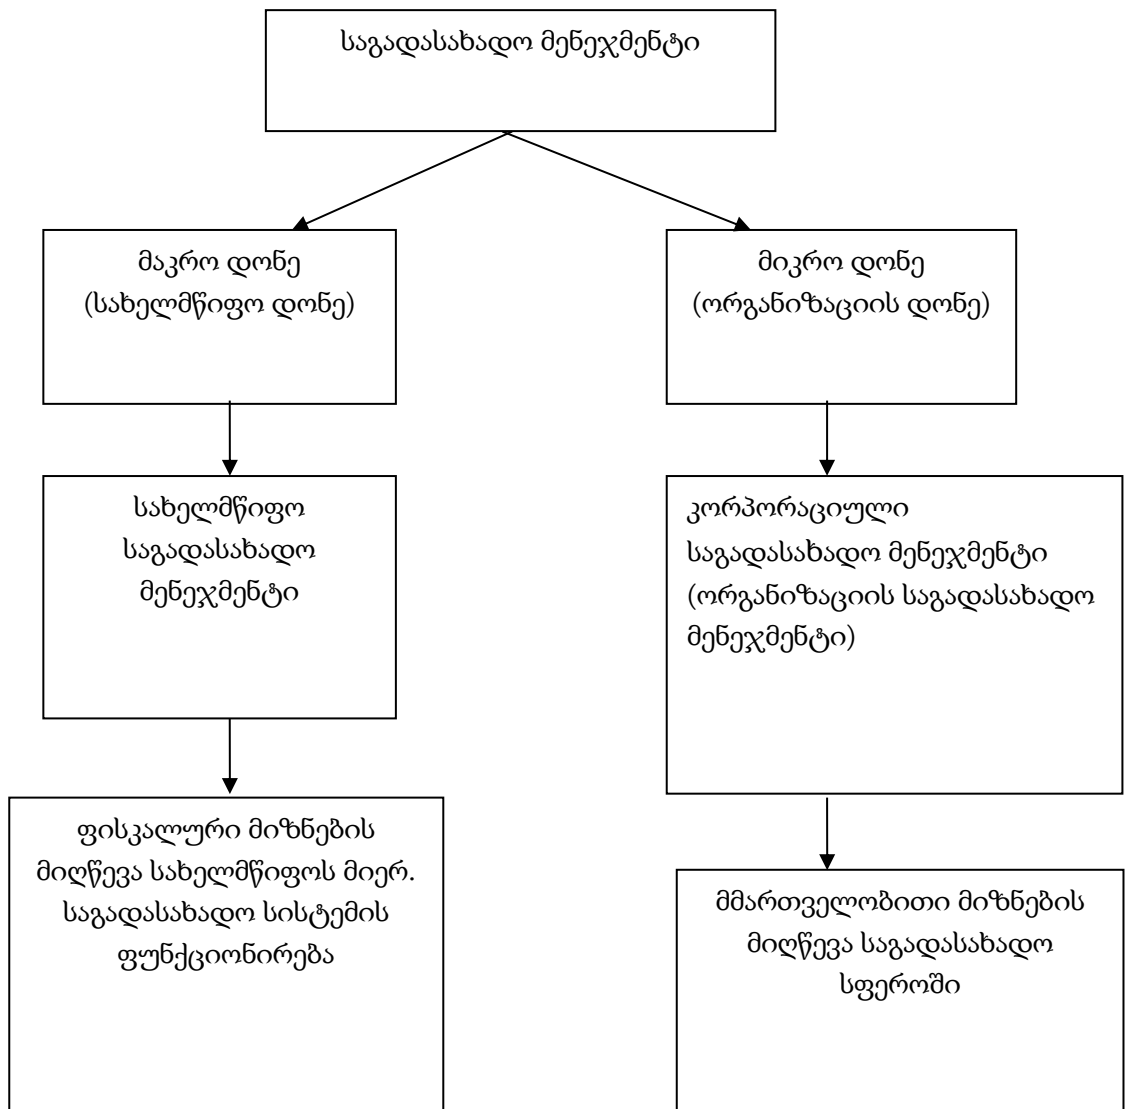 საგადასახადო მენეჯმენტი
მაკრო დონე
(სახელმწიფო დონე)
მიკრო დონე
(ორგანიზაციის დონე)
სახელმწიფო
საგადასახადო
მენეჯმენტი
კორპორაციული
საგადასახადო მენეჯმენტი
(ორგანიზაციის საგადასახადო
მენეჯმენტი)
ფისკალური მიზნების
მიღწევა სახელმწიფოს მიერ.
საგადასახადო სისტემის
ფუნქციონირება
მმართველობითი მიზნების
მიღწევა საგადასახადო
სფეროში